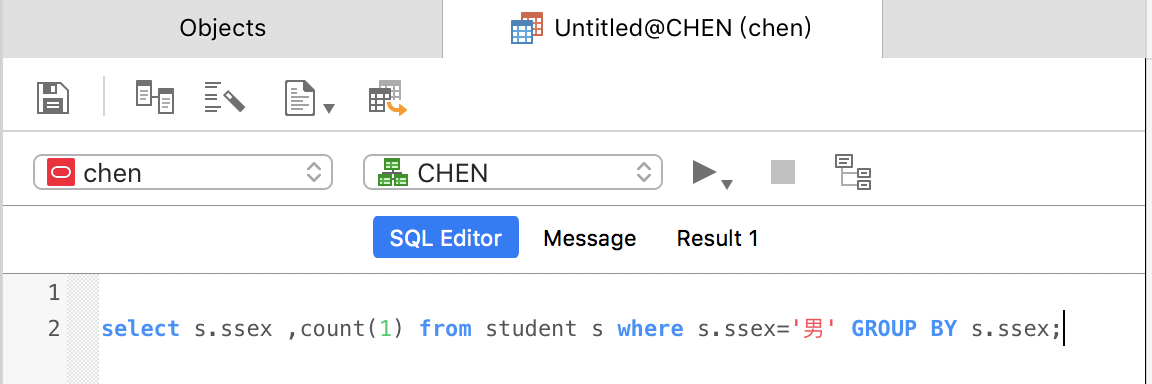 Objects
Untitled@CHEN (chen)
chen
CHEN
SQL Editor
Message
Result 1
1
2
select s.ssex ,count(1) from student s where s.ssex='男' GROUP BY s.ssex;